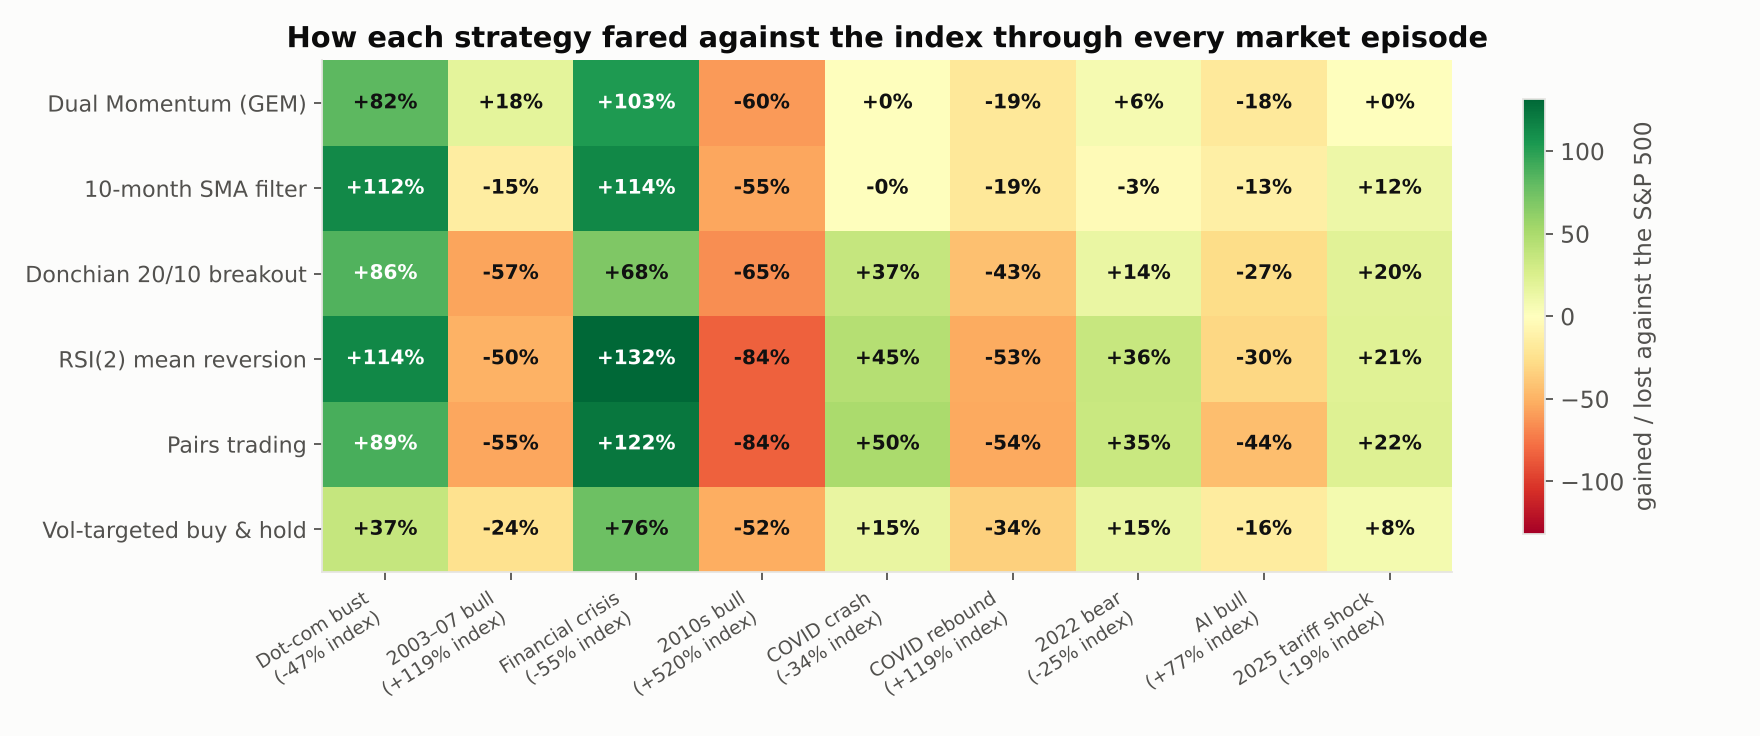 How each strategy fared against the index through every market episode
Dual Momentum (GEM) +82% +18% +103% -60% +0% -19% +6% -18% +0%
10-month SMA filter +112% -15% +114% -55% -0% -19% -3% -13% +12%
Donchian 20/10 breakout +86% -57% +68% -65% +37% -43% +14% -27% +20%
RSI(2) mean reversion +114% -50% +132% -84% +45% -53% +36% -30% +21%
Pairs trading +89% -55% +122% -84% +50% -54% +35% -44% +22%
Vol-targeted buy & hold +37% -24% +76% -52% +15% -34% +15% -16% +8%
Dot-com bust
(-47% index)
2003–07 bull
(+119% index)
Financial crisis
(-55% index)
2010s bull
(+520% index)
COVID crash
(-34% index)
COVID rebound
(+119% index)
2022 bear
(-25% index)
AI bull
(+77% index)
2025 tariff shock
(-19% index)
100
50
0
−50
−100
gained / lost against the S&P 500